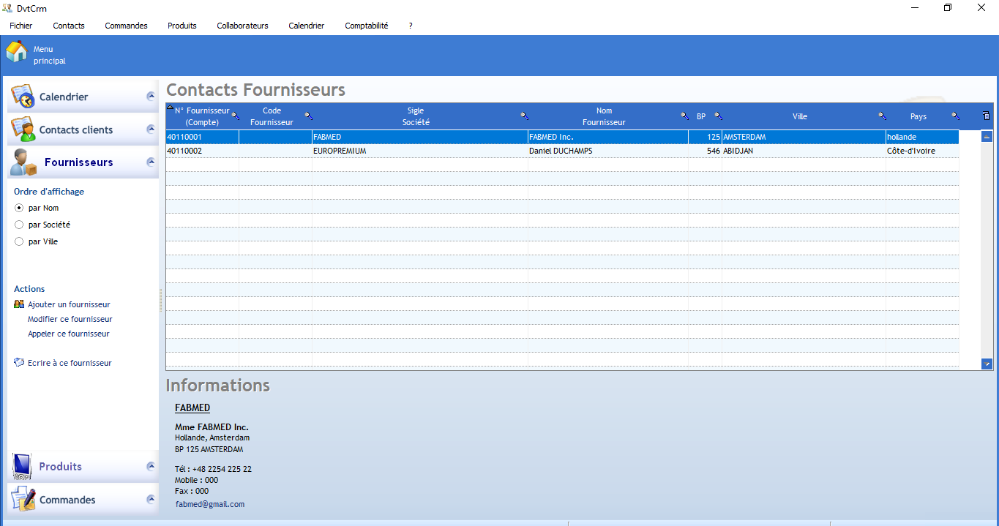 DvtCrm
Fichier Contacts Commandes Produits Collaborateurs Calendrier Comptabilité ?
Menu
principal
Calendrier
Contacts clients
Fournisseurs
Ordre d'affichage
par Nom
par Société
par Ville
Actions
Ajouter un fournisseur
Modifier ce fournisseur
Appeler ce fournisseur
Ecrire à ce fournisseur
Produits
Commandes
Contacts Fournisseurs
N° Fournisseur Code Sigle Nom BP Ville Pays
(Compte) Fournisseur Société Fournisseur
40110001 FABMED FABMED Inc. 125 AMSTERDAM hollande
40110002 EUROPREMIUM Daniel DUCHAMPS 546 ABIDJAN Côte-d'Ivoire
Informations
FABMED
Mme FABMED Inc.
Hollande, Amsterdam
BP 125 AMSTERDAM
Tél : +48 2254 225 22
Mobile : 000
Fax : 000
fabmed@gmail.com